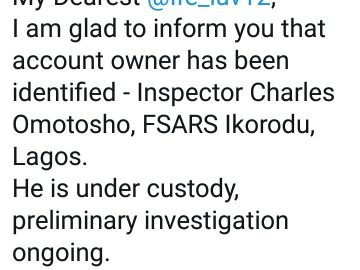 My Dearest @life_luv12,
I am glad to inform you that
account owner has been
identified - Inspector Charles
Omotosho, FSARS Ikorodu,
Lagos.
He is under custody,
preliminary investigation
ongoing.